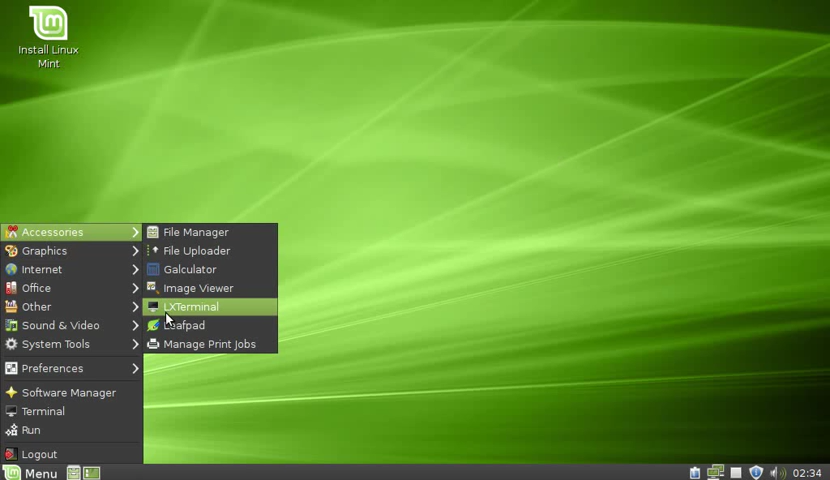 Install Linux
Mint
Accessories
Graphics
Internet
Office
Other
Sound & Video
System Tools
Preferences
Software Manager
Terminal
Run
Logout
File Manager
File Uploader
Galculator
Image Viewer
LXTerminal
Leafpad
Manage Print Jobs
Menu
02:34